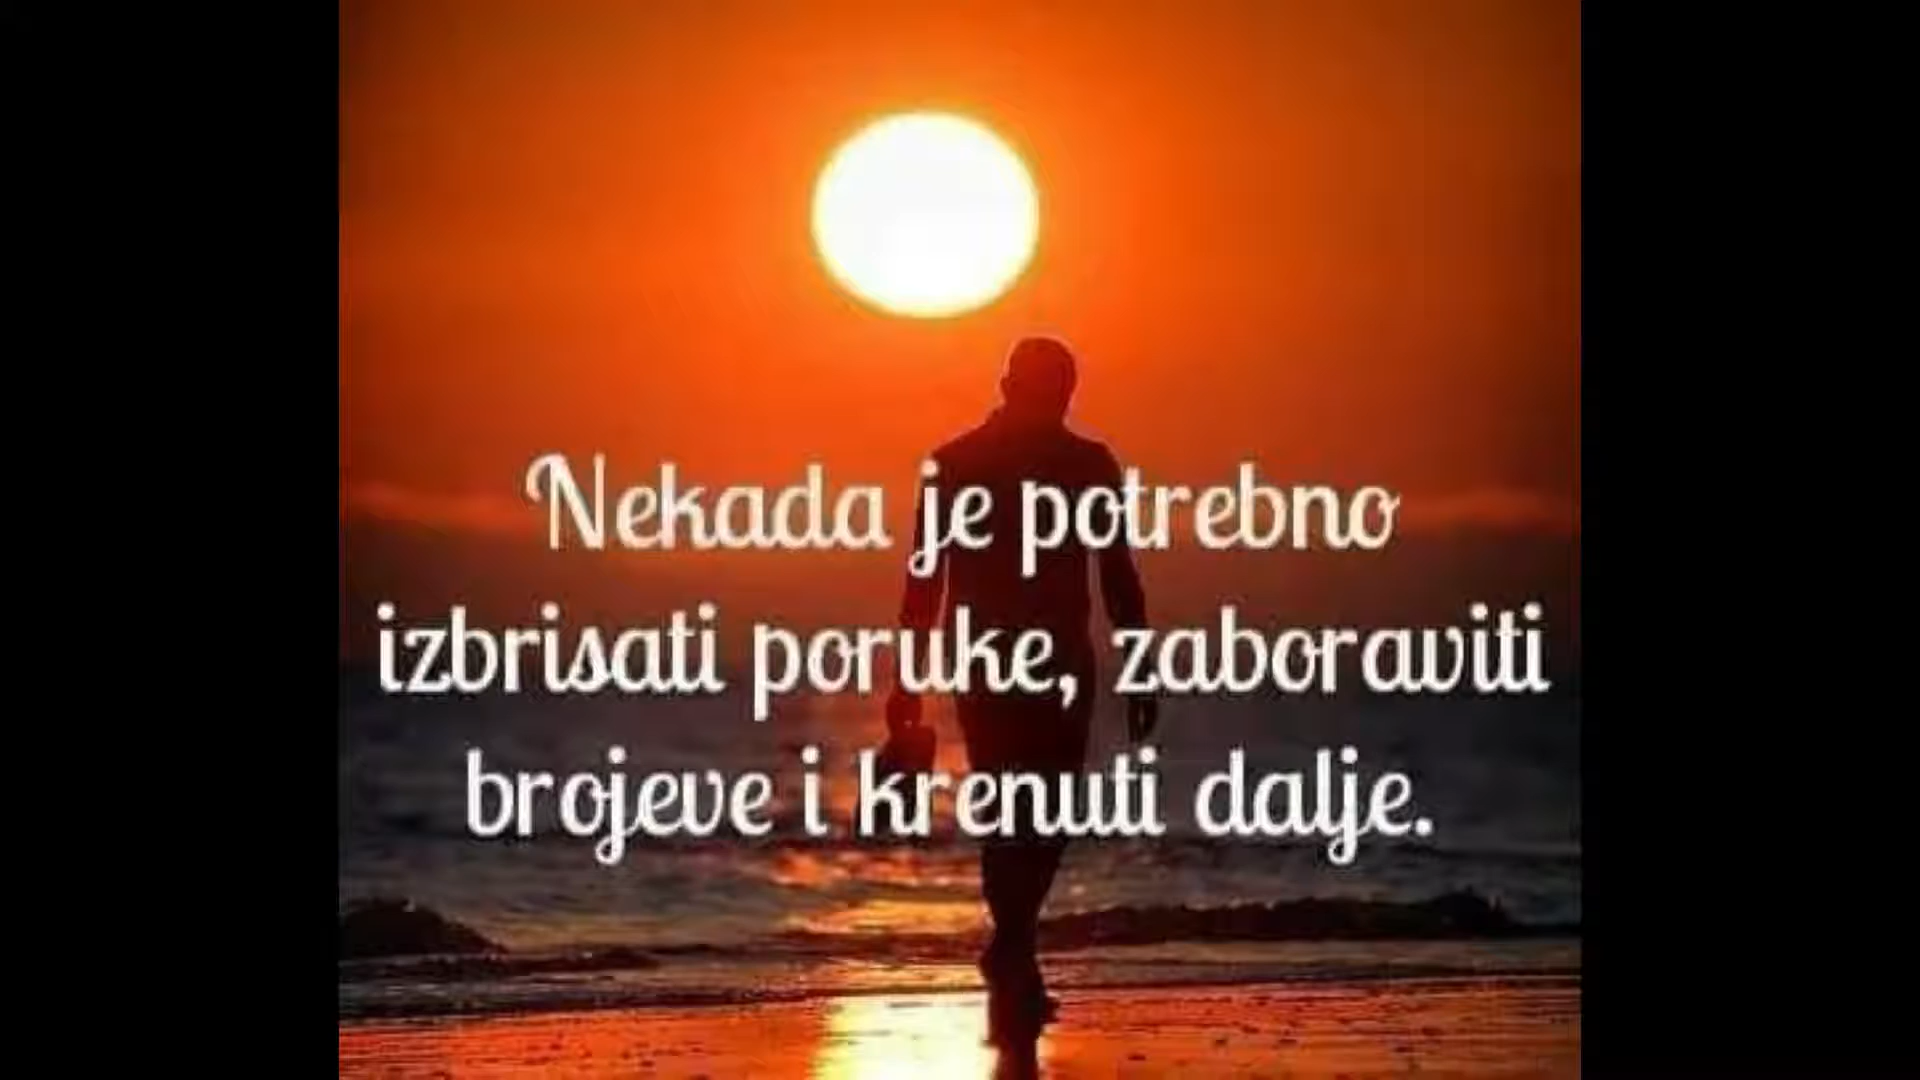 Nekada je potrebno
izbrisati poruke, zaboraviti
brojeve i krenuti dalje.